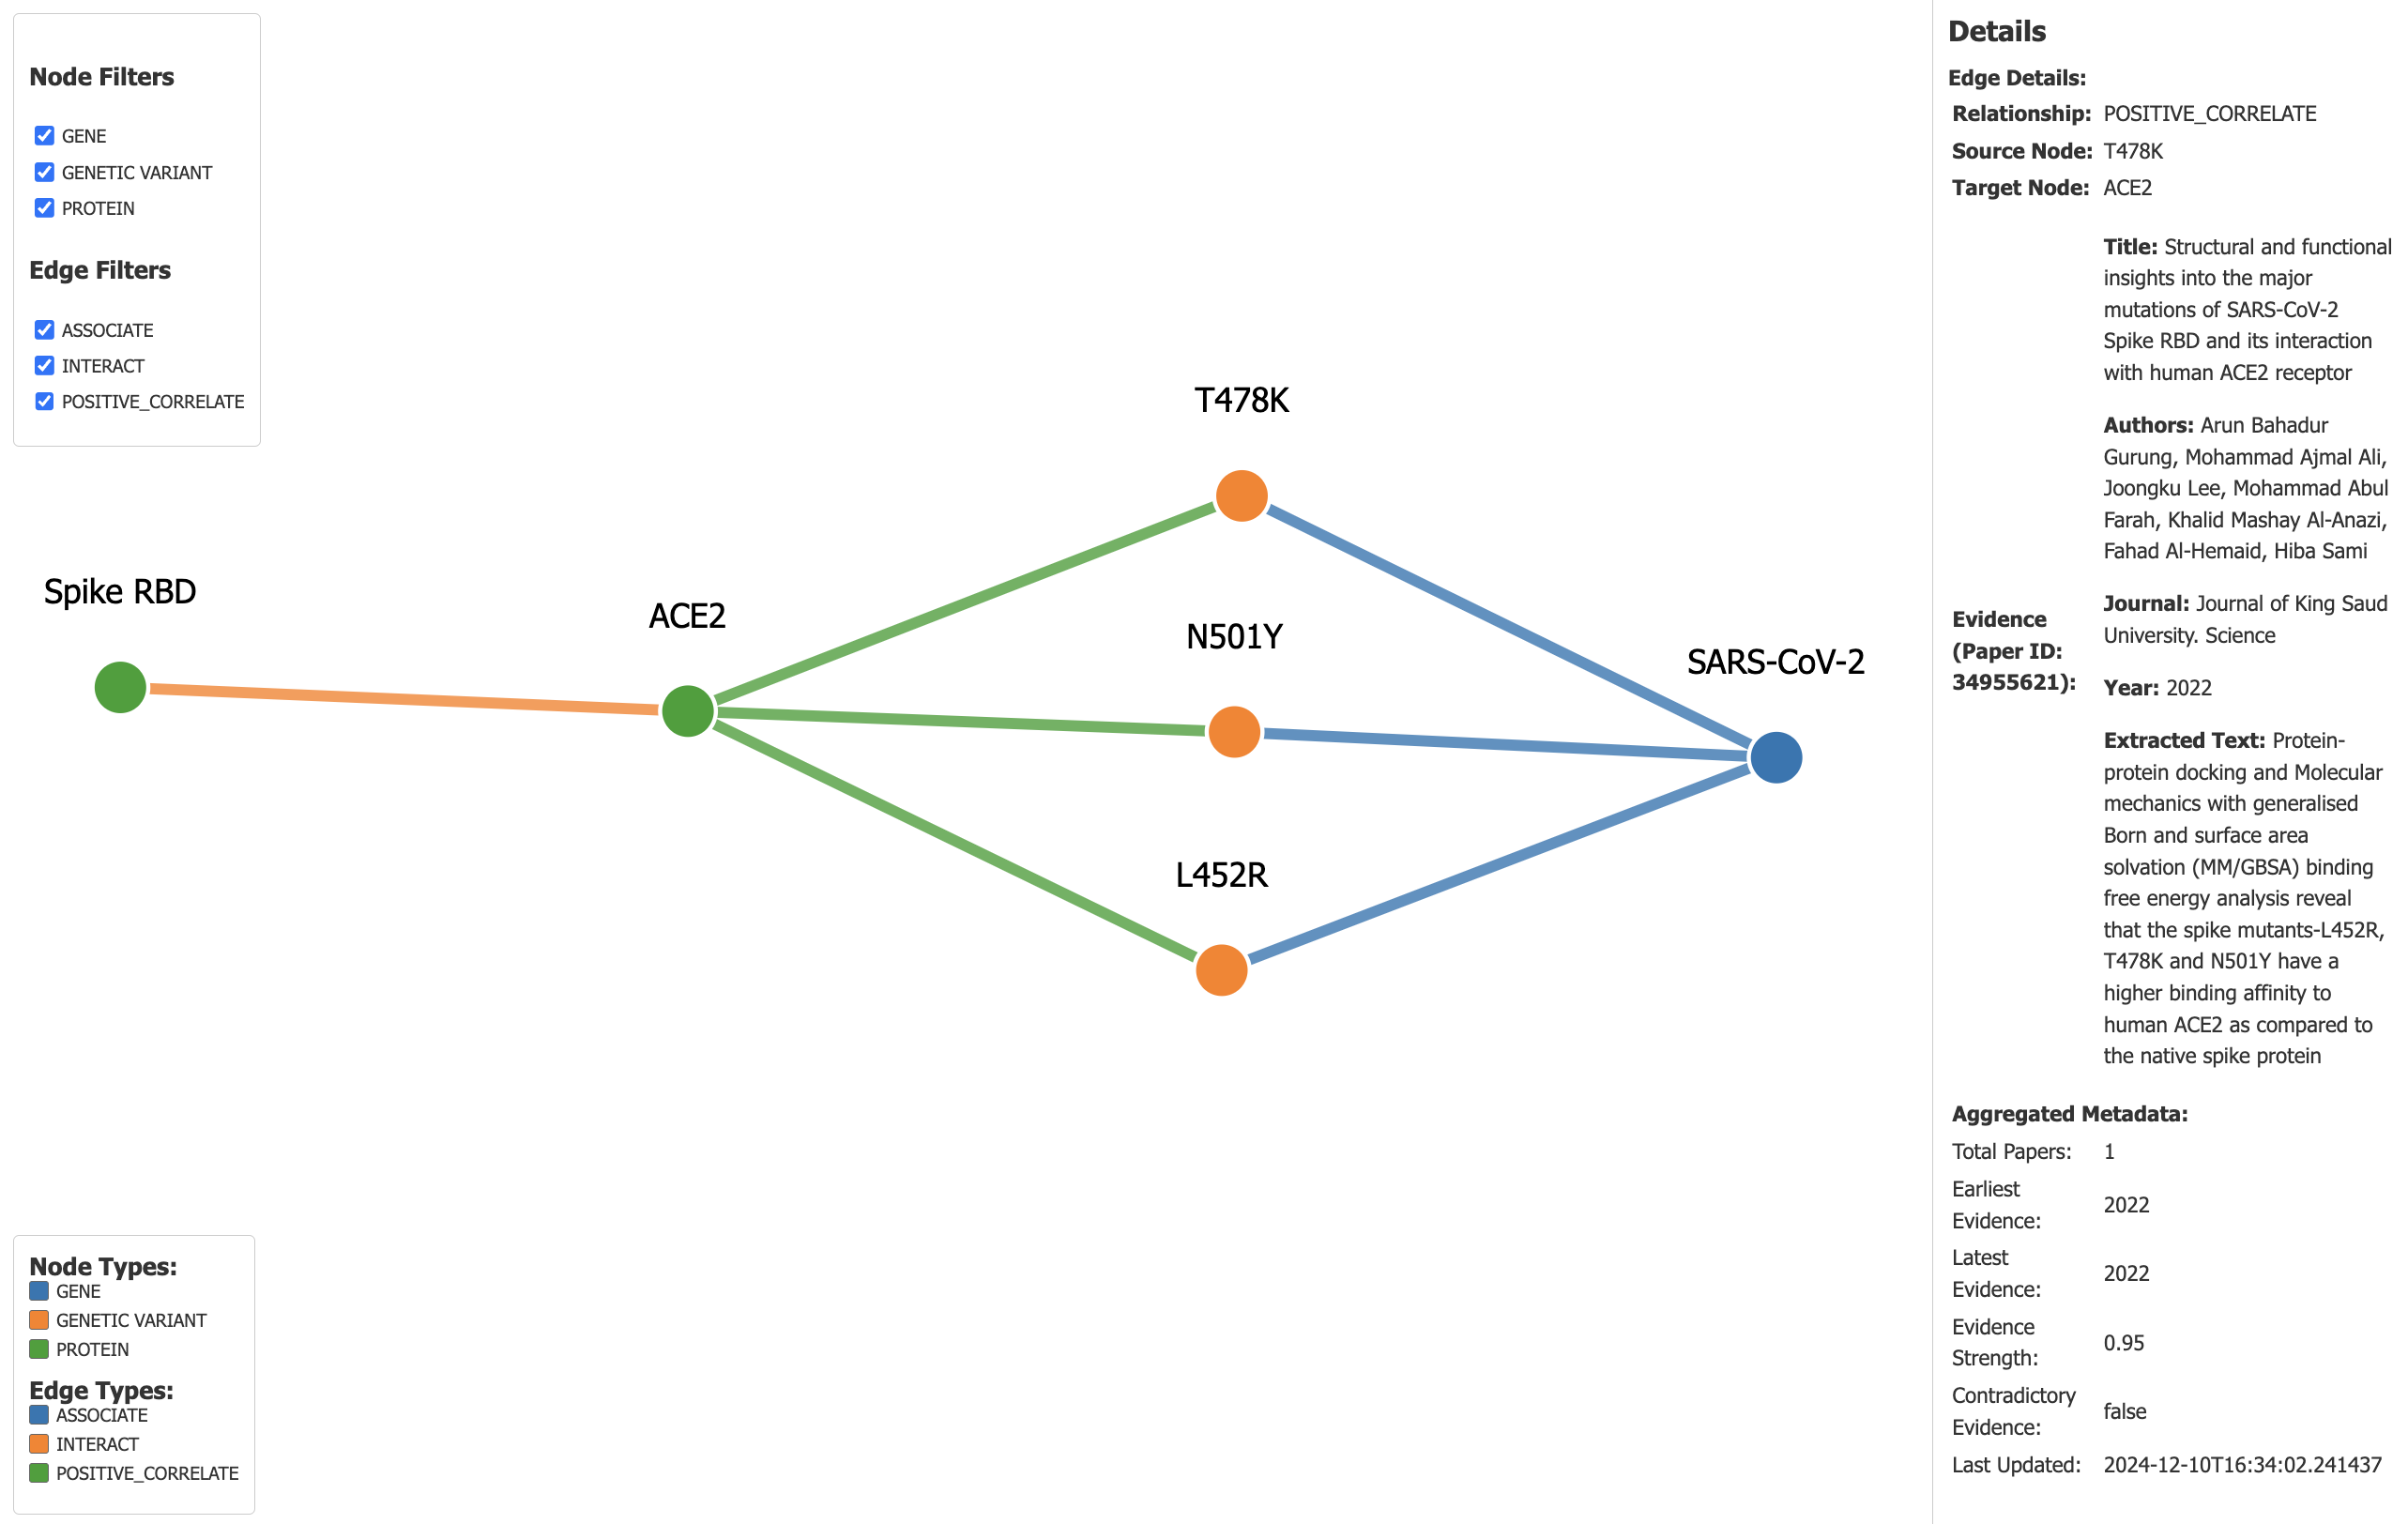 Node Filters
GENE
GENETIC VARIANT
PROTEIN
Edge Filters
ASSOCIATE
INTERACT
POSITIVE_CORRELATE
T478K
Spike RBD
ACE2
N501Y
SARS-CoV-2
L452R
Node Types:
GENE
GENETIC VARIANT
PROTEIN
Edge Types:
ASSOCIATE
INTERACT
POSITIVE_CORRELATE
Details
Edge Details:
Relationship: POSITIVE_CORRELATE
Source Node: T478K
Target Node: ACE2
Evidence
(Paper ID:
34955621):
Title: Structural and functional
insights into the major
mutations of SARS-CoV-2
Spike RBD and its interaction
with human ACE2 receptor
Authors: Arun Bahadur
Gurung, Mohammad Ajmal Ali,
Joongku Lee, Mohammad Abul
Farah, Khalid Mashay Al-Anazi,
Fahad Al-Hemaid, Hiba Sami
Journal: Journal of King Saud
University. Science
Year: 2022
Extracted Text: Protein-
protein docking and Molecular
mechanics with generalised
Born and surface area
solvation (MM/GBSA) binding
free energy analysis reveal
that the spike mutants-L452R,
T478K and N501Y have a
higher binding affinity to
human ACE2 as compared to
the native spike protein
Aggregated Metadata:
Total Papers: 1
Earliest
Evidence: 2022
Latest
Evidence: 2022
Evidence
Strength: 0.95
Contradictory
Evidence: false
Last Updated: 2024-12-10T16:34:02.241437